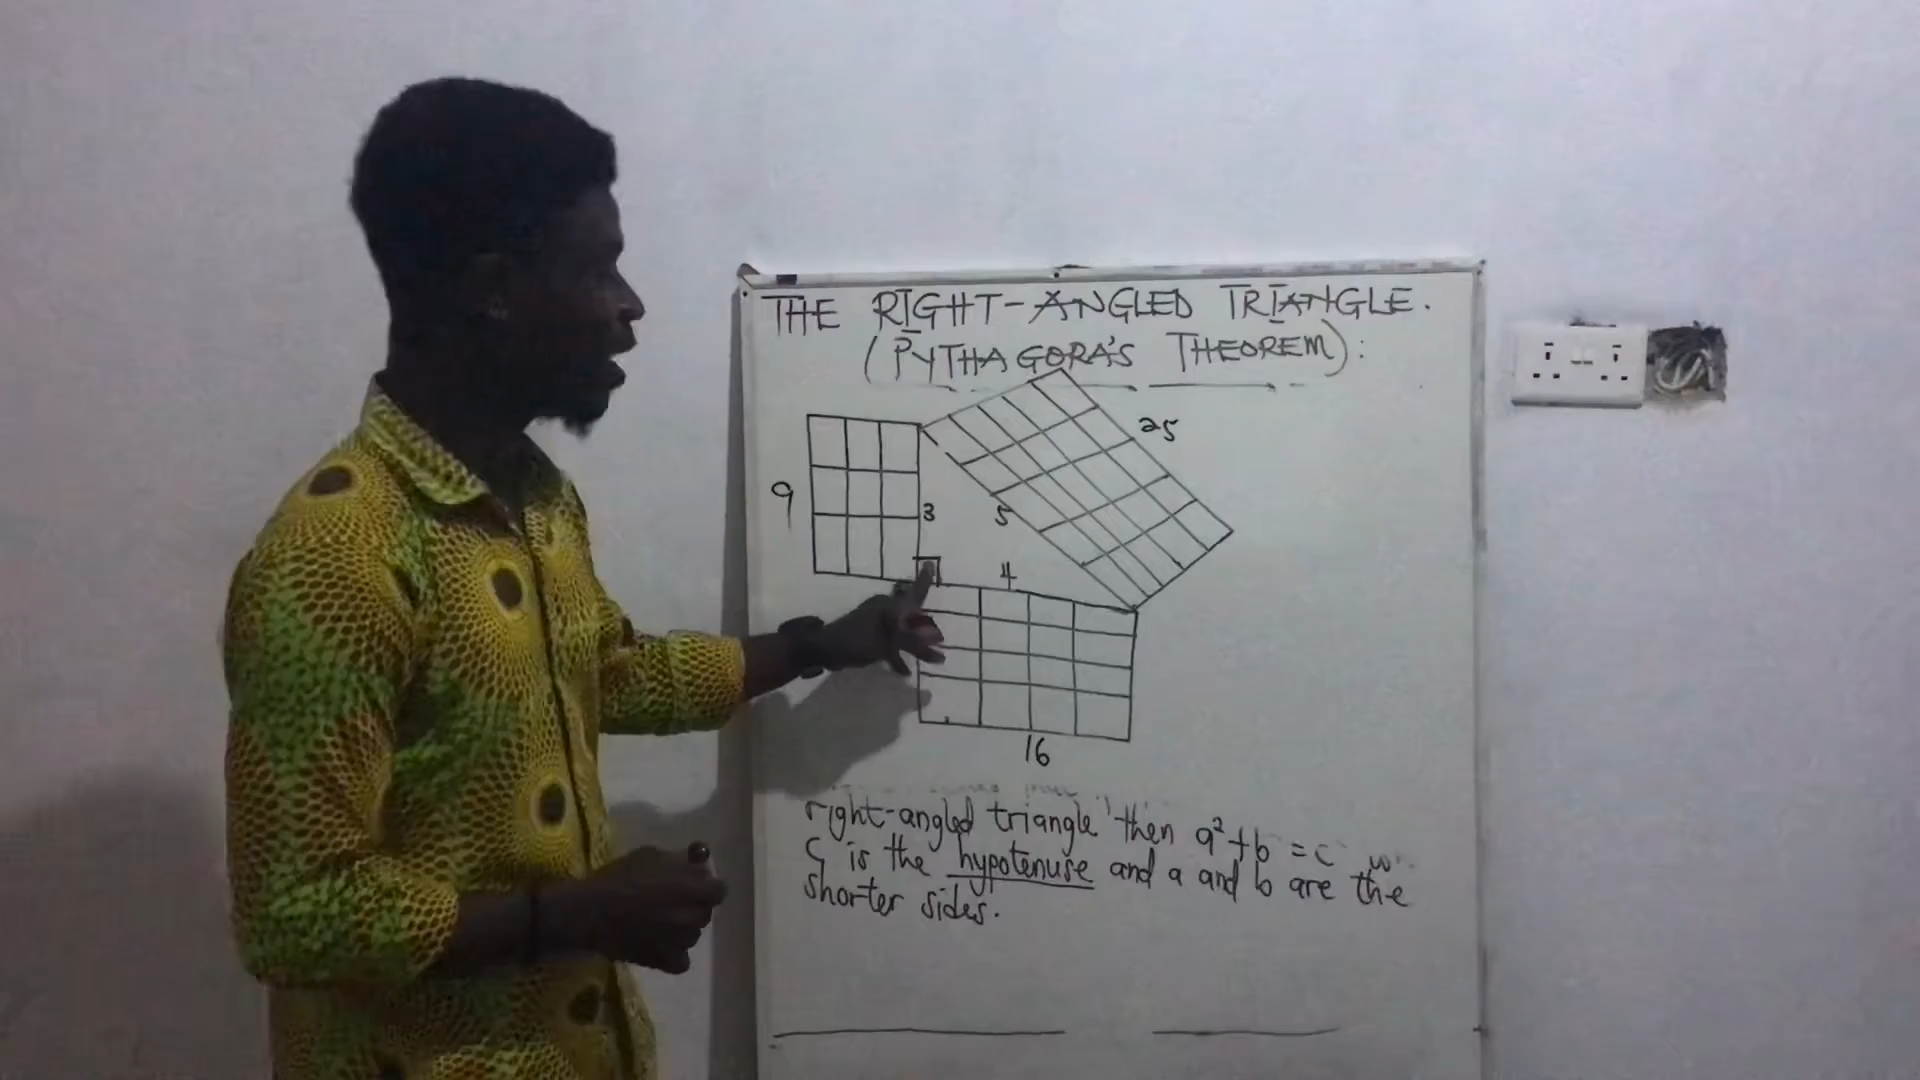 THE RIGHT-ANGLED TRIANGLE.
(PYTHAGORA'S THEOREM):
25
9
3
5
4
16
right-angled triangle then a²+b = c
C is the hypotenuse and a and b are the
shorter sides.